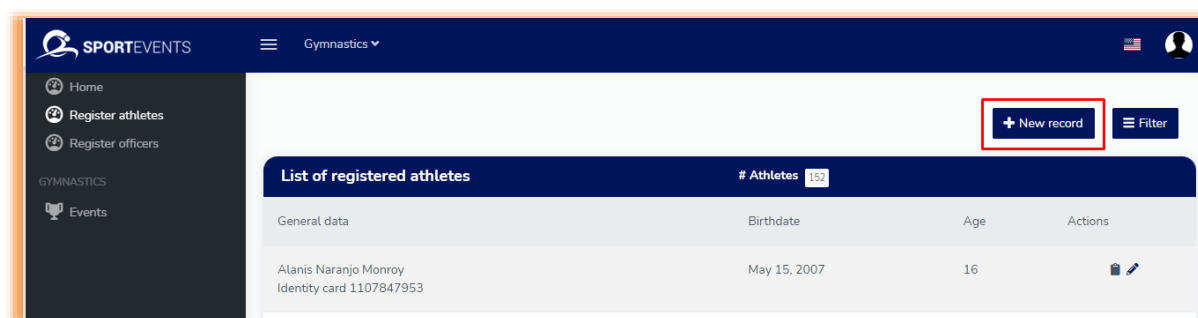 SPORTEVENTS
Gymnastics
Home
Register athletes
Register officers
GYMNASTICS
Events
New record
Filter
List of registered athletes # Athletes 152
General data Birthdate Age Actions
Alanis Naranjo Monroy May 15, 2007 16
Identity card 1107847953